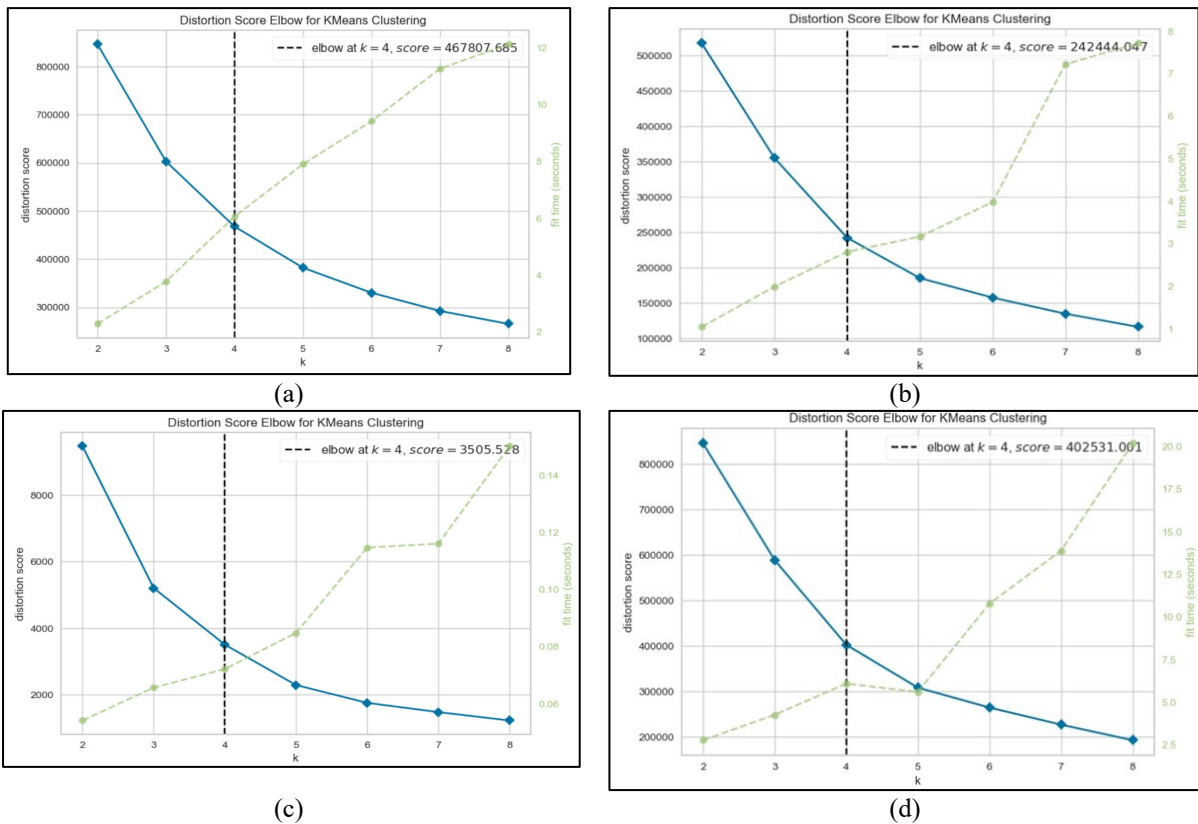 Distortion Score Elbow for KMeans Clustering
elbow at k = 4, score = 467807.685
800000
700000
600000
500000
400000
300000
distortion score
12
10
8
6
4
2
fit time (seconds)
2 3 4 5 6 7 8
k
(a)
Distortion Score Elbow for KMeans Clustering
elbow at k = 4, score = 242444.047
500000
450000
400000
350000
300000
250000
200000
150000
100000
distortion score
8
7
6
5
4
3
2
1
fit time (seconds)
2 3 4 5 6 7 8
k
(b)
Distortion Score Elbow for KMeans Clustering
elbow at k = 4, score = 3505.528
8000
6000
4000
2000
distortion score
0.14
0.12
0.10
0.08
0.06
fit time (seconds)
2 3 4 5 6 7 8
k
(c)
Distortion Score Elbow for KMeans Clustering
elbow at k = 4, score = 402531.001
800000
700000
600000
500000
400000
300000
200000
distortion score
20.0
17.5
15.0
12.5
10.0
7.5
5.0
2.5
fit time (seconds)
2 3 4 5 6 7 8
k
(d)